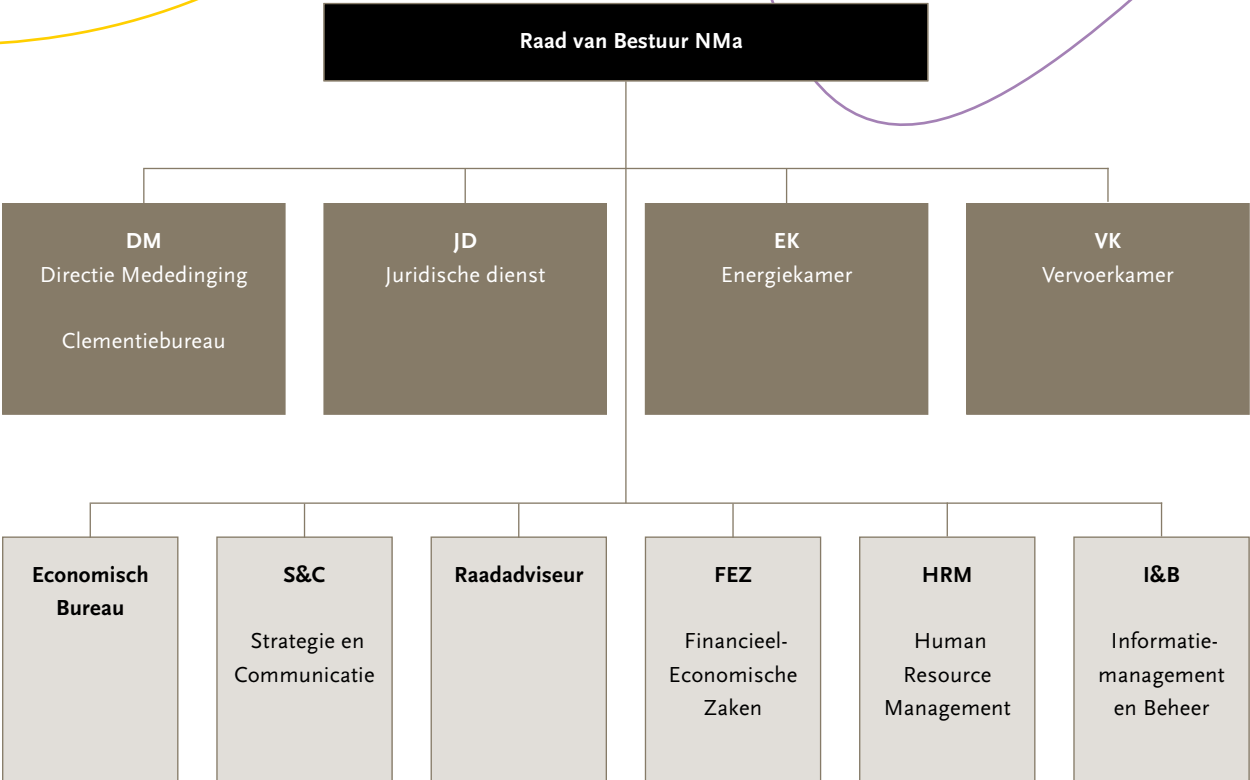 Raad van Bestuur NMa
DM
Directie Mededinging
Clementiebureau
JD
Juridische dienst
EK
Energiekamer
VK
Vervoerkamer
Economisch
Bureau
S&C
Strategie en
Communicatie
Raadadviseur
FEZ
Financieel-
Economische
Zaken
HRM
Human
Resource
Management
I&B
Informatie-
management
en Beheer